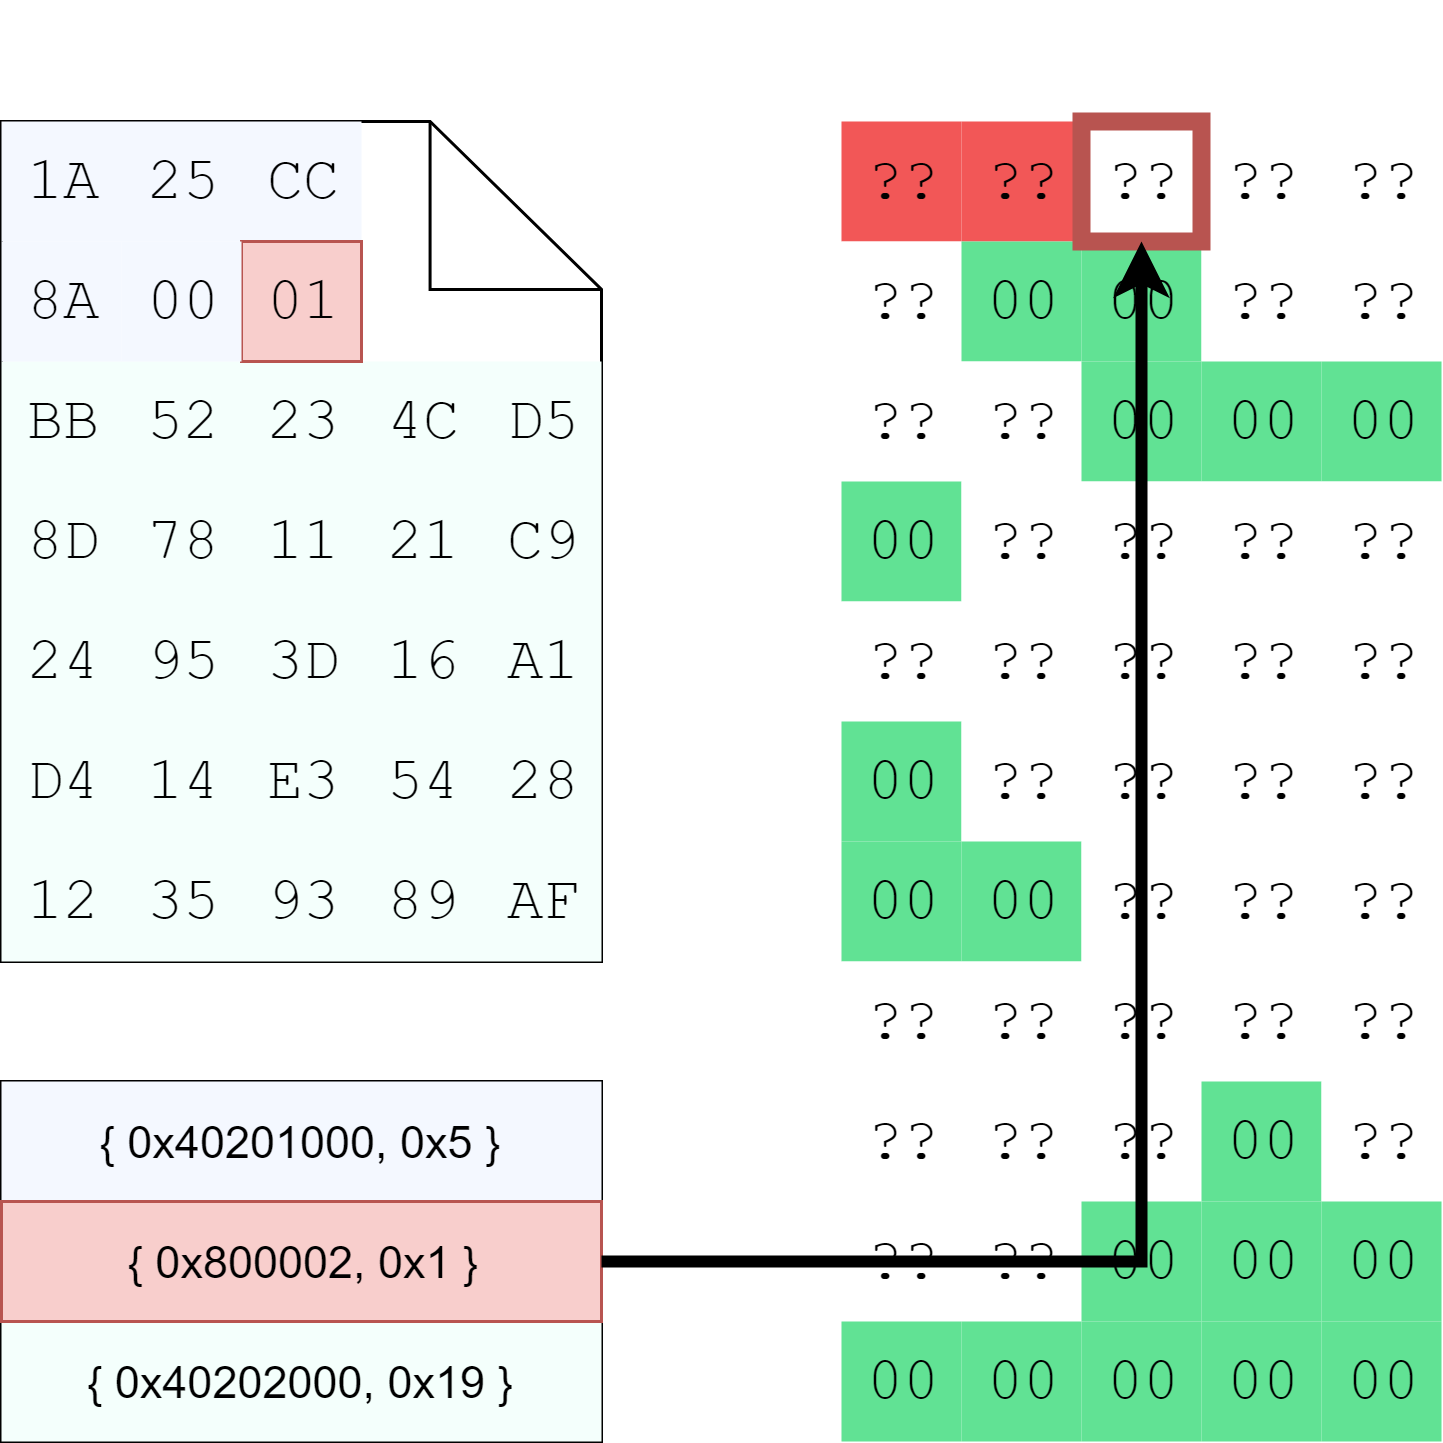 1A 25 CC
8A 00 01
BB 52 23 4C D5
8D 78 11 21 C9
24 95 3D 16 A1
D4 14 E3 54 28
12 35 93 89 AF
{ 0x40201000, 0x5 }
{ 0x800002, 0x1 }
{ 0x40202000, 0x19 }
?? ?? ?? ?? ??
?? 00 00 ?? ??
?? ?? 00 00 00
00 ?? ?? ?? ??
?? ?? ?? ?? ??
00 ?? ?? ?? ??
00 00 ?? ?? ??
?? ?? ?? ?? ??
?? ?? ?? 00 ??
?? ?? 00 00 00
00 00 00 00 00